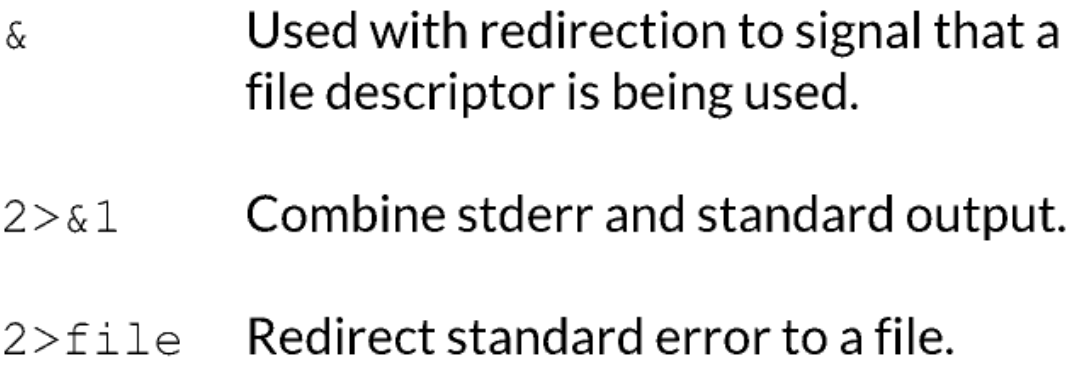 & Used with redirection to signal that a
file descriptor is being used.
2>&1 Combine stderr and standard output.
2>file Redirect standard error to a file.